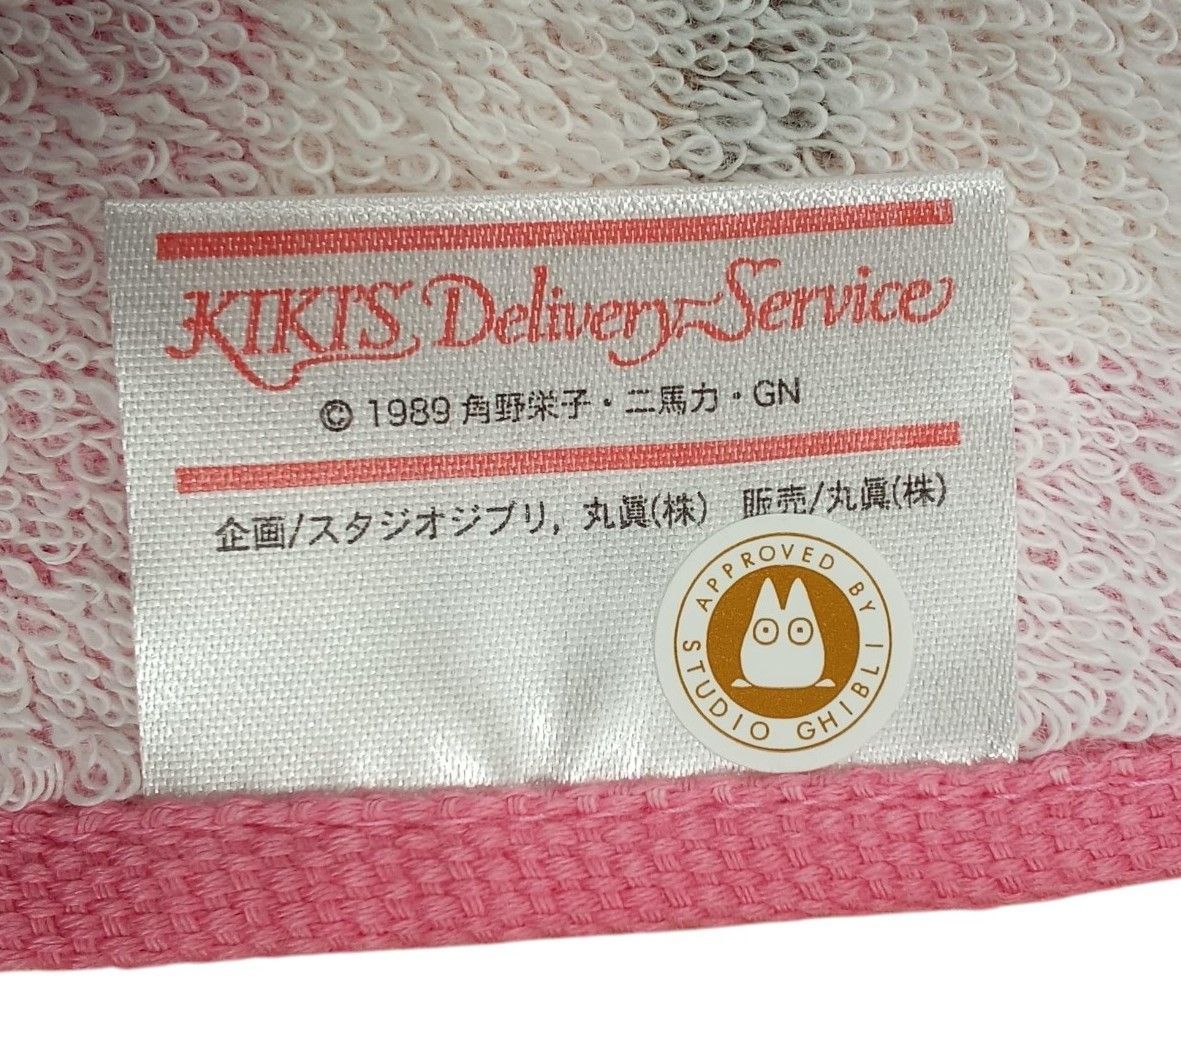 KIKI'S Delivery Service
© 1989 角野栄子・二馬力・GN
企画/スタジオジブリ, 丸眞(株)　販売/丸眞(株)
APPROVED BY STUDIO GHIBLI